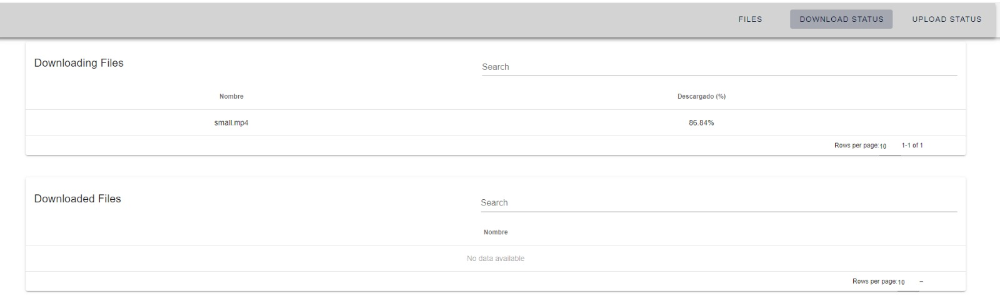 FILES DOWNLOAD STATUS UPLOAD STATUS
Downloading Files Search
Nombre Descargado (%)
small.mp4 86.84%
Rows per page: 10 1-1 of 1
Downloaded Files Search
Nombre
No data available
Rows per page: 10 –